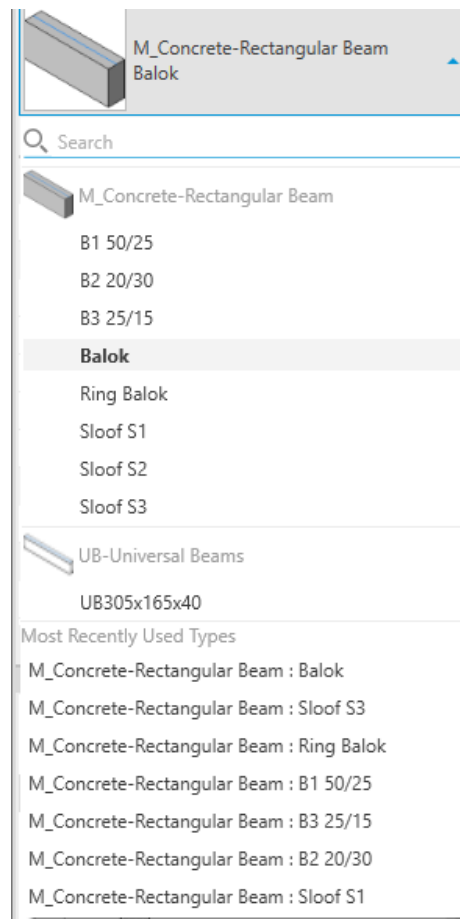 M_Concrete-Rectangular Beam
Balok
Search
M_Concrete-Rectangular Beam
B1 50/25
B2 20/30
B3 25/15
Balok
Ring Balok
Sloof S1
Sloof S2
Sloof S3
UB-Universal Beams
UB305x165x40
Most Recently Used Types
M_Concrete-Rectangular Beam : Balok
M_Concrete-Rectangular Beam : Sloof S3
M_Concrete-Rectangular Beam : Ring Balok
M_Concrete-Rectangular Beam : B1 50/25
M_Concrete-Rectangular Beam : B3 25/15
M_Concrete-Rectangular Beam : B2 20/30
M_Concrete-Rectangular Beam : Sloof S1